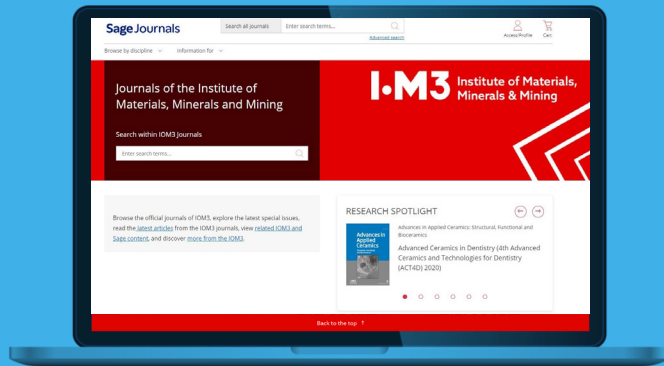 Sage Journals
Search all journals
Enter search terms...
Advanced search
Access/Profile
Cart
Browse by discipline
Information for
Journals of the Institute of
Materials, Minerals and Mining
Search within IOM3 Journals
Enter search terms...
I•M3 Institute of Materials,
Minerals & Mining
Browse the official journals of IOM3, explore the latest special issues,
read the latest articles from the IOM3 journals, view related IOM3 and
Sage content, and discover more from the IOM3.
RESEARCH SPOTLIGHT
Advances in
Applied
Ceramics
Advances in Applied Ceramics: Structural, Functional and
Bioceramics
Advanced Ceramics in Dentistry (4th Advanced
Ceramics and Technologies for Dentistry
(ACT4D) 2020)
Back to the top ↑